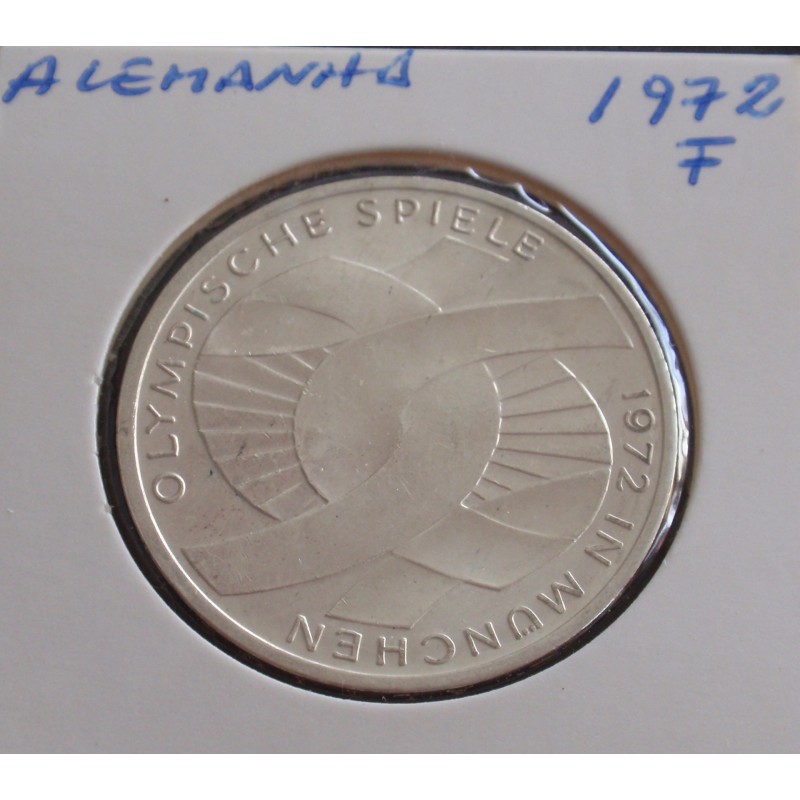 ALEMANHA
1972
F
OLYMPISCHE SPIELE 1972 IN MÜNCHEN